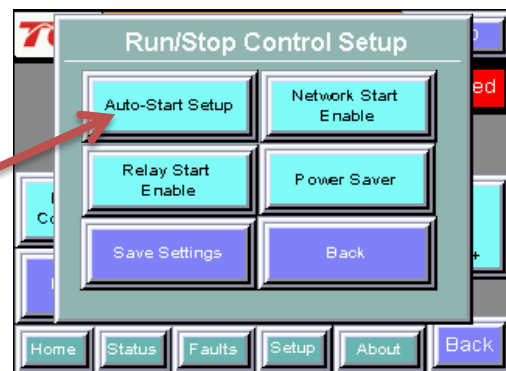 Run/Stop Control Setup
ed
Auto-Start Setup
Network Start
Enable
Relay Start
Enable
Power Saver
Save Settings
Back
Home
Status
Faults
Setup
About
Back